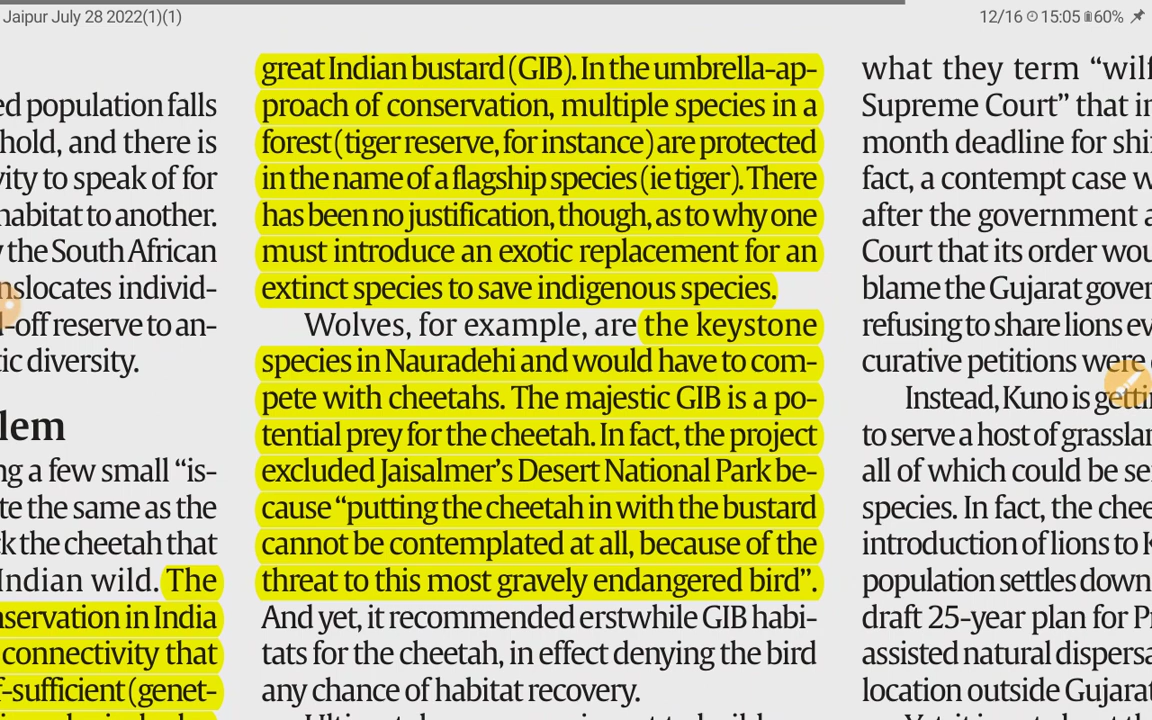 Jaipur July 28 2022(1)(1)
12/16 15:05 60%
ed population falls
hold, and there is
vity to speak of for
habitat to another.
y the South African
nslocates individ-
d-off reserve to an-
tic diversity.
lem
ng a few small “is-
te the same as the
ck the cheetah that
Indian wild. The
nservation in India
connectivity that
f-sufficient (genet-
great Indian bustard (GIB). In the umbrella-ap-
proach of conservation, multiple species in a
forest (tiger reserve, for instance) are protected
in the name of a flagship species (ie tiger). There
has been no justification, though, as to why one
must introduce an exotic replacement for an
extinct species to save indigenous species.
Wolves, for example, are the keystone
species in Nauradehi and would have to com-
pete with cheetahs. The majestic GIB is a po-
tential prey for the cheetah. In fact, the project
excluded Jaisalmer’s Desert National Park be-
cause “putting the cheetah in with the bustard
cannot be contemplated at all, because of the
threat to this most gravely endangered bird”.
And yet, it recommended erstwhile GIB habi-
tats for the cheetah, in effect denying the bird
any chance of habitat recovery.
what they term “wilf
Supreme Court” that in
month deadline for shi
fact, a contempt case w
after the government a
Court that its order wou
blame the Gujarat gover
refusing to share lions ev
curative petitions were
Instead, Kuno is getti
to serve a host of grasslan
all of which could be se
species. In fact, the chee
introduction of lions to K
population settles down
draft 25-year plan for Pr
assisted natural dispersa
location outside Gujarat